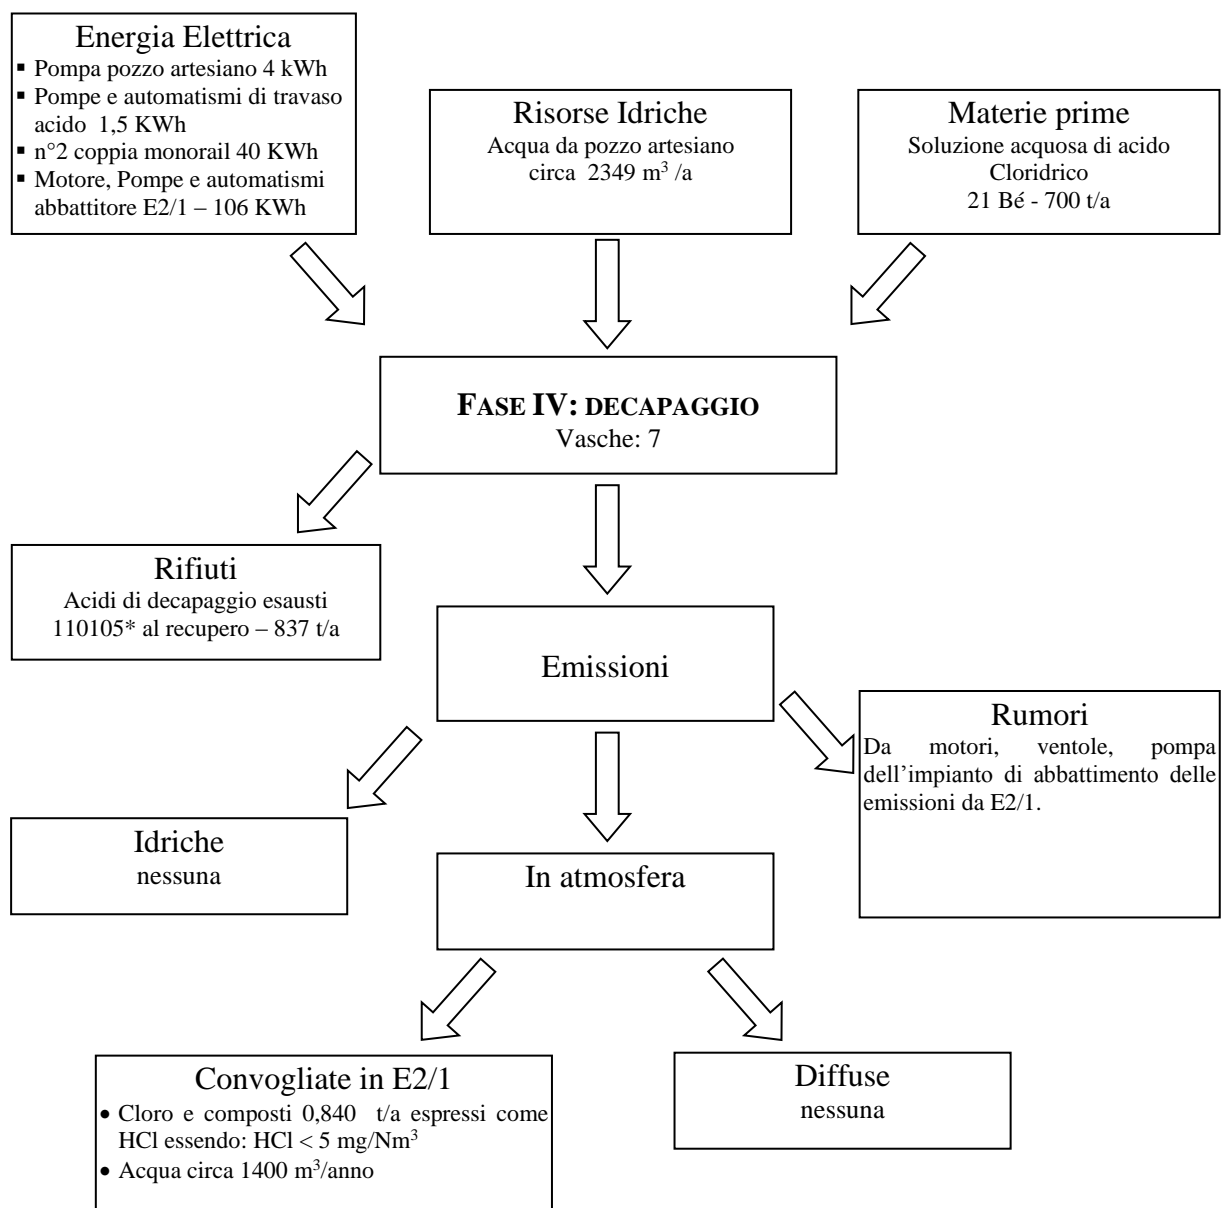 Energia Elettrica
▪ Pompa pozzo artesiano 4 kWh
▪ Pompe e automatismi di travaso
acido 1,5 KWh
▪ n°2 coppia monorail 40 KWh
▪ Motore, Pompe e automatismi
abbattitore E2/1 – 106 KWh
Risorse Idriche
Acqua da pozzo artesiano
circa 2349 m³ /a
Materie prime
Soluzione acquosa di acido
Cloridrico
21 Bé - 700 t/a
FASE IV: DECAPAGGIO
Vasche: 7
Rifiuti
Acidi di decapaggio esausti
110105* al recupero – 837 t/a
Emissioni
Rumori
Da motori, ventole, pompa
dell’impianto di abbattimento delle
emissioni da E2/1.
Idriche
nessuna
In atmosfera
Convogliate in E2/1
• Cloro e composti 0,840 t/a espressi come
HCl essendo: HCl < 5 mg/Nm³
• Acqua circa 1400 m³/anno
Diffuse
nessuna